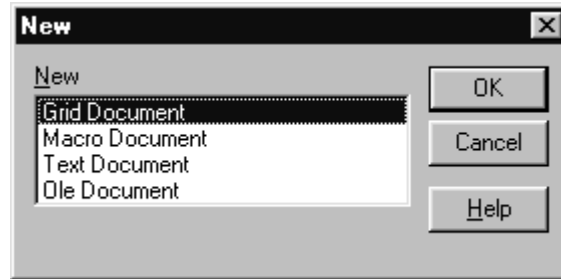 New
New
Grid Document
Macro Document
Text Document
Ole Document
OK
Cancel
Help